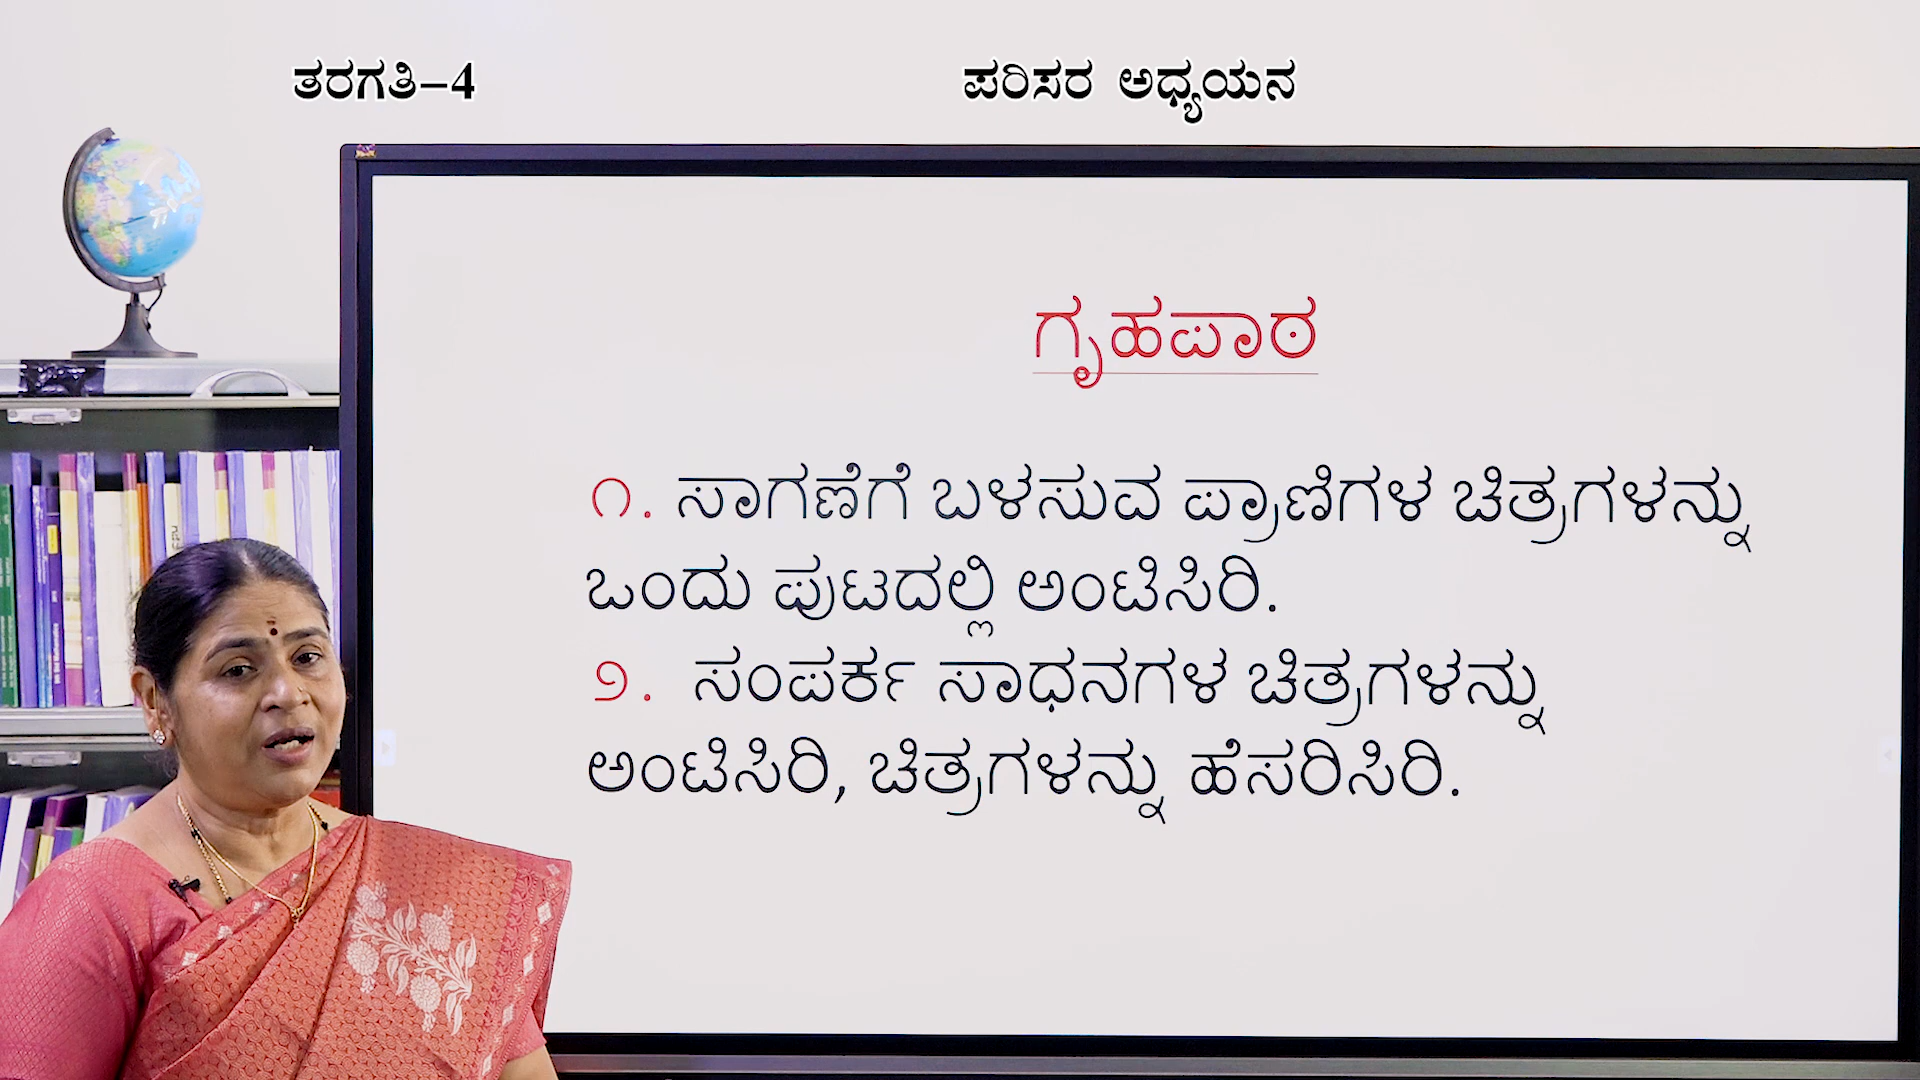 ತರಗತಿ-4
ಪರಿಸರ ಅಧ್ಯಯನ
ಗೃಹಪಾಠ
೧. ಸಾಗಣೆಗೆ ಬಳಸುವ ಪ್ರಾಣಿಗಳ ಚಿತ್ರಗಳನ್ನು
ಒಂದು ಪುಟದಲ್ಲಿ ಅಂಟಿಸಿರಿ.
೨. ಸಂಪರ್ಕ ಸಾಧನಗಳ ಚಿತ್ರಗಳನ್ನು
ಅಂಟಿಸಿರಿ, ಚಿತ್ರಗಳನ್ನು ಹೆಸರಿಸಿರಿ.